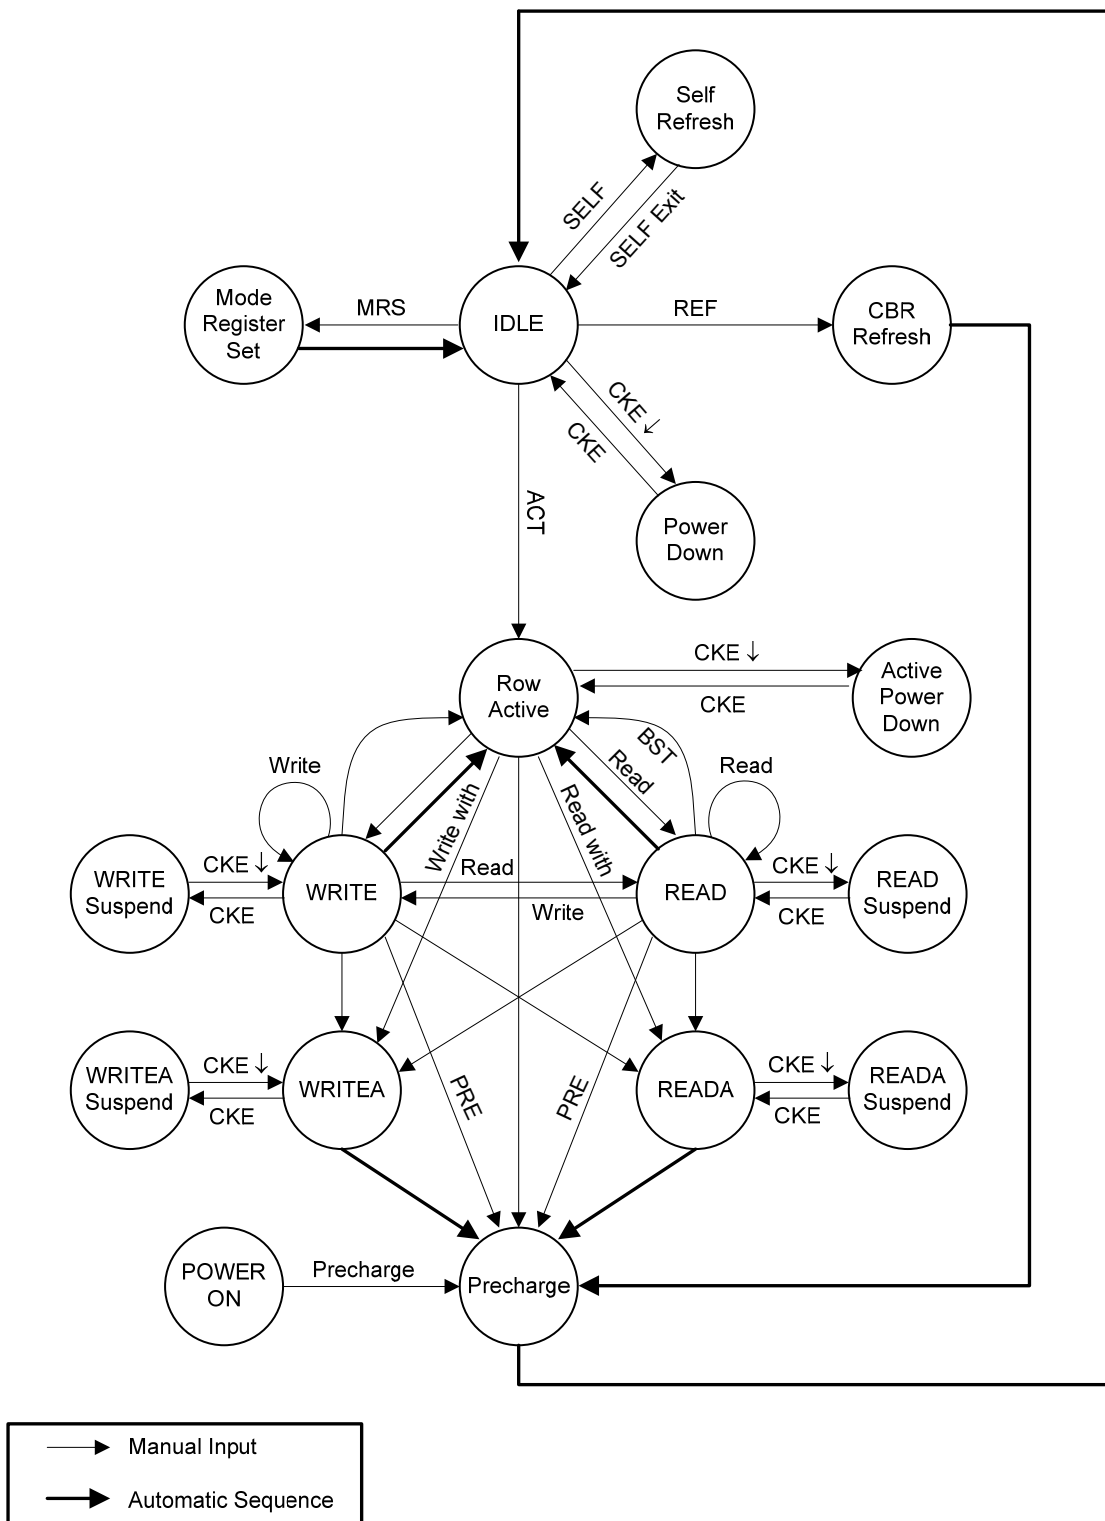 Self
Refresh
SELF
SELF Exit
Mode
Register
Set
MRS
IDLE
REF
CBR
Refresh
CKE ↓
CKE
ACT
Power
Down
Row
Active
CKE ↓
CKE
Active
Power
Down
BST
Read
Write
Read
Write with
Read with
WRITE
Suspend
CKE ↓
CKE
WRITE
Read
Write
READ
CKE ↓
CKE
READ
Suspend
WRITEA
Suspend
CKE ↓
CKE
WRITEA
PRE
PRE
READA
CKE ↓
CKE
READA
Suspend
POWER
ON
Precharge
Precharge
Manual Input
Automatic Sequence